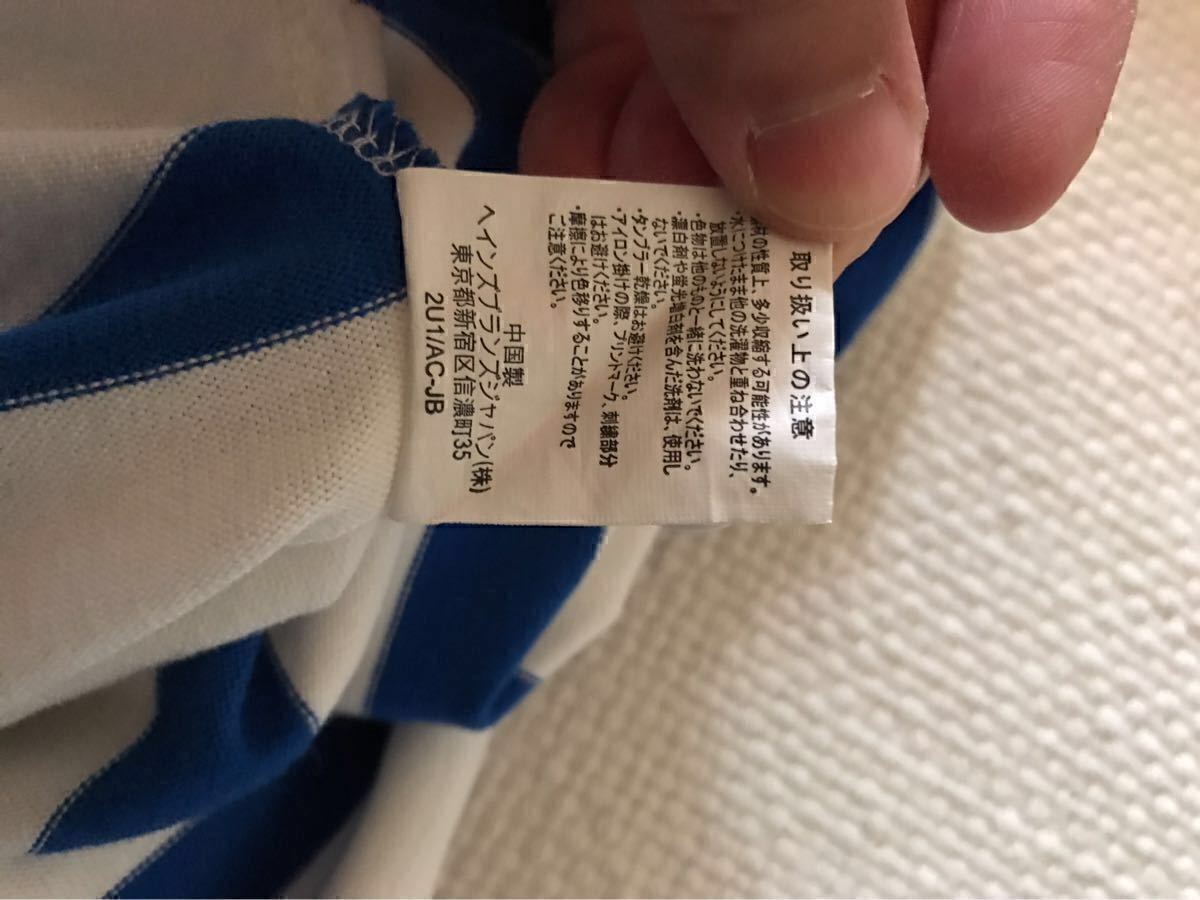 取り扱い上の注意
素材の性質上、多少収縮する可能性があります。
・水につけたまま他の洗濯物と重ね合わせたり、
放置しないようにしてください。
・色物は他のものと一緒に洗わないでください。
・漂白剤や蛍光増白剤を含んだ洗剤は、使用し
ないでください。
・タンブラー乾燥はお避けください。
・アイロン掛けの際、プリントマーク、刺繍部分
はお避けください。
・摩擦により色移りすることがありますので
ご注意ください。
中国製
ヘインズブランズジャパン(株)
東京都新宿区信濃町35
2U1/AC-JB